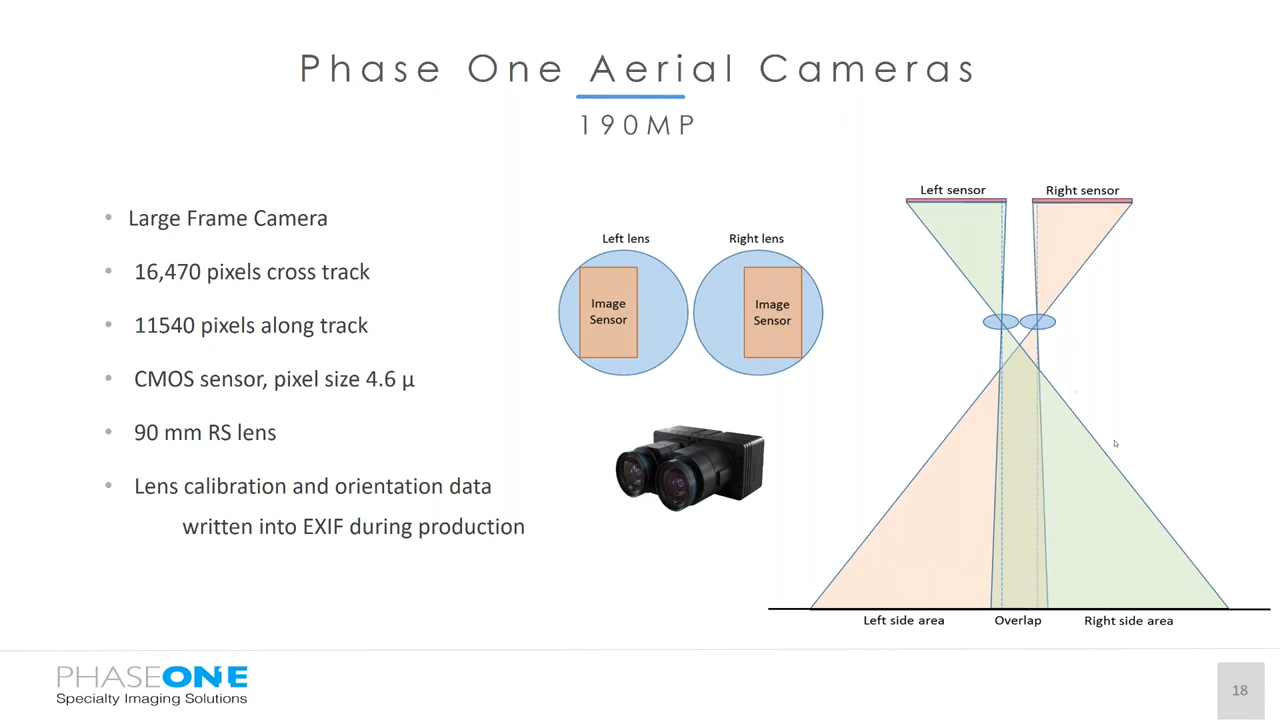 Phase One Aerial Cameras
190MP
• Large Frame Camera
• 16,470 pixels cross track
• 11540 pixels along track
• CMOS sensor, pixel size 4.6 µ
• 90 mm RS lens
• Lens calibration and orientation data
written into EXIF during production
Left lens
Right lens
Image
Sensor
Image
Sensor
Left sensor
Right sensor
Left side area
Overlap
Right side area
PHASEONE
Specialty Imaging Solutions
18